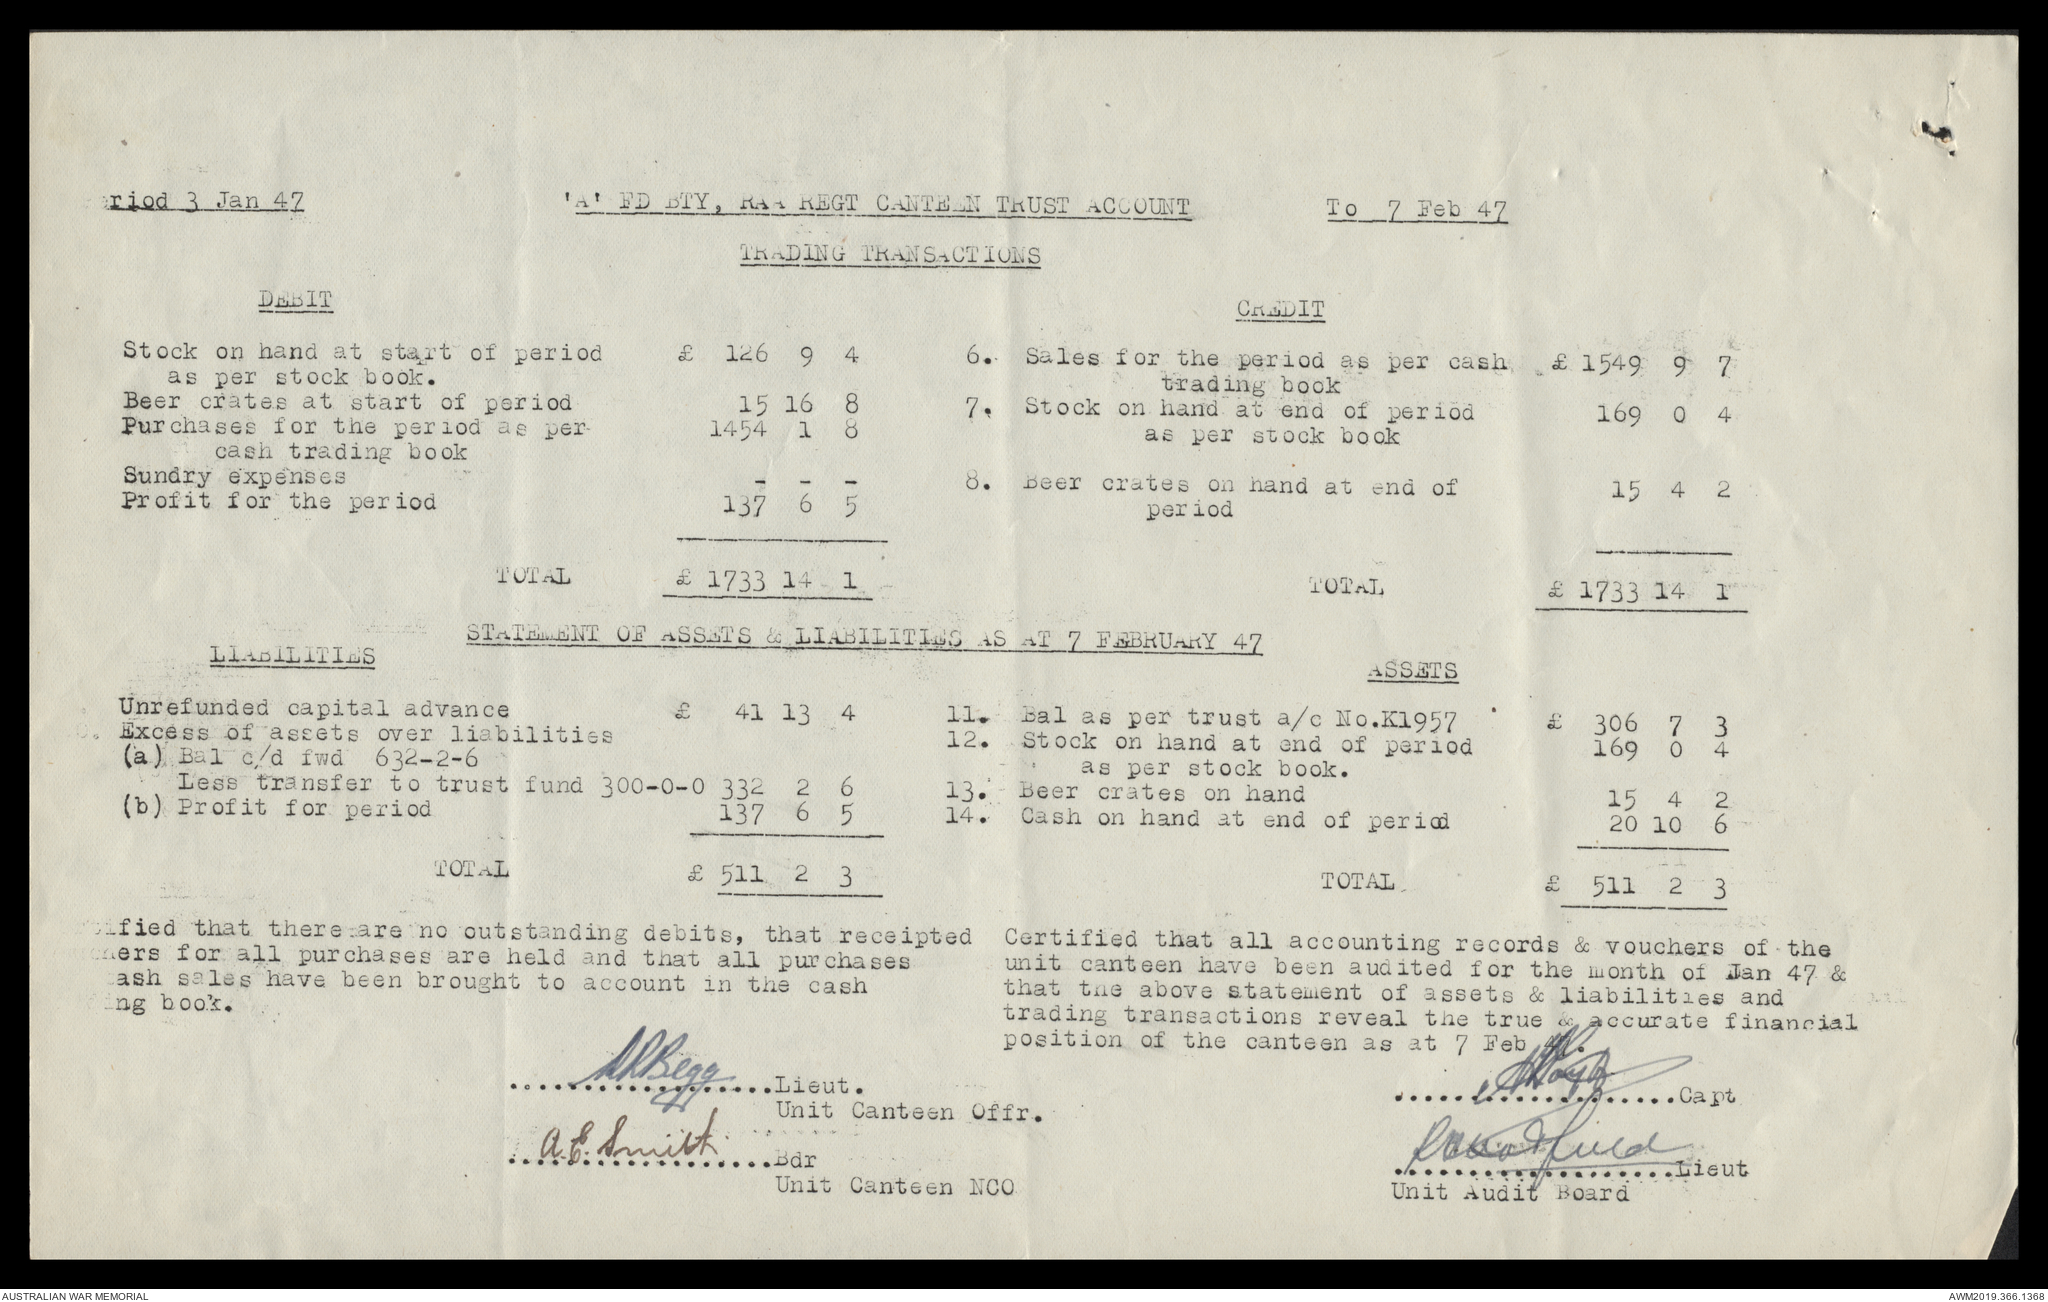 riod 3 Jan 47
'A' FD BTY, RAA REGT CANTEEN TRUST ACCOUNT
To 7 Feb 47
TRADING TRANSACTIONS
DEBIT
Stock on hand at start of period £ 126 9 4
as per stock book.
Beer crates at start of period 15 16 8
Purchases for the period as per 1454 1 8
cash trading book
Sundry expenses - - -
Profit for the period 137 6 5
TOTAL £ 1733 14 1
CREDIT
6. Sales for the period as per cash £ 1549 9 7
trading book
7. Stock on hand at end of period 169 0 4
as per stock book
8. Beer crates on hand at end of 15 4 2
period
TOTAL £ 1733 14 1
STATEMENT OF ASSETS & LIABILITIES AS AT 7 FEBRUARY 47
LIABILITIES
Unrefunded capital advance £ 41 13 4
Excess of assets over liabilities
(a) Bal c/d fwd 632-2-6
Less transfer to trust fund 300-0-0 332 2 6
(b) Profit for period 137 6 5
TOTAL £ 511 2 3
ASSETS
11. Bal as per trust a/c No.K1957 £ 306 7 3
12. Stock on hand at end of period 169 0 4
as per stock book.
13. Beer crates on hand 15 4 2
14. Cash on hand at end of period 20 10 6
TOTAL £ 511 2 3
ified that there are no outstanding debits, that receipted
hers for all purchases are held and that all purchases
ash sales have been brought to account in the cash
ing book.
Begg
....................Lieut.
Unit Canteen Offr.
A.E. Smith
....................Bdr
Unit Canteen NCO
Certified that all accounting records & vouchers of the
unit canteen have been audited for the month of Jan 47 &
that the above statement of assets & liabilities and
trading transactions reveal the true & accurate financial
position of the canteen as at 7 Feb 47.
....................Capt
....................Lieut
Unit Audit Board
AUSTRALIAN WAR MEMORIAL
AWM2019.366.1368